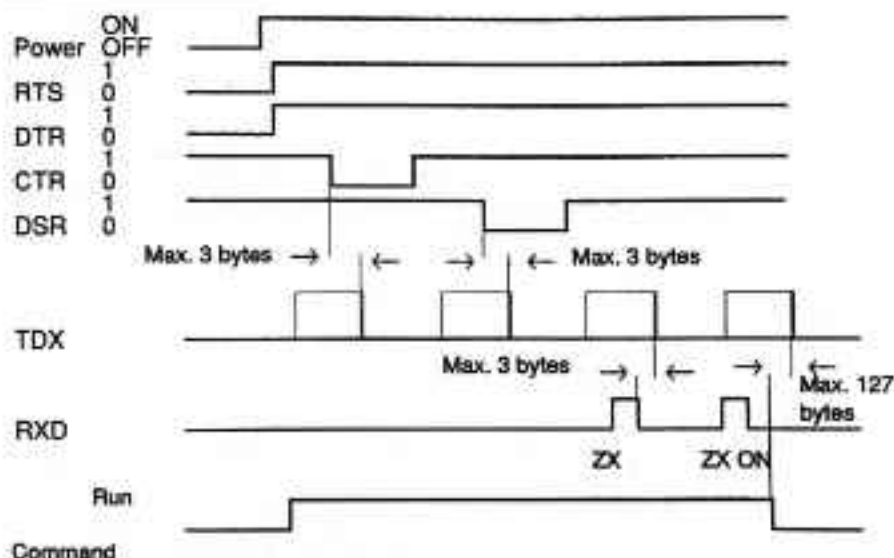 ON
Power OFF
1
RTS 0
1
DTR 0
1
CTR 0
1
DSR 0
Max. 3 bytes
Max. 3 bytes
TDX
Max. 3 bytes
Max. 127
bytes
RXD
ZX
ZX ON
Run
Command